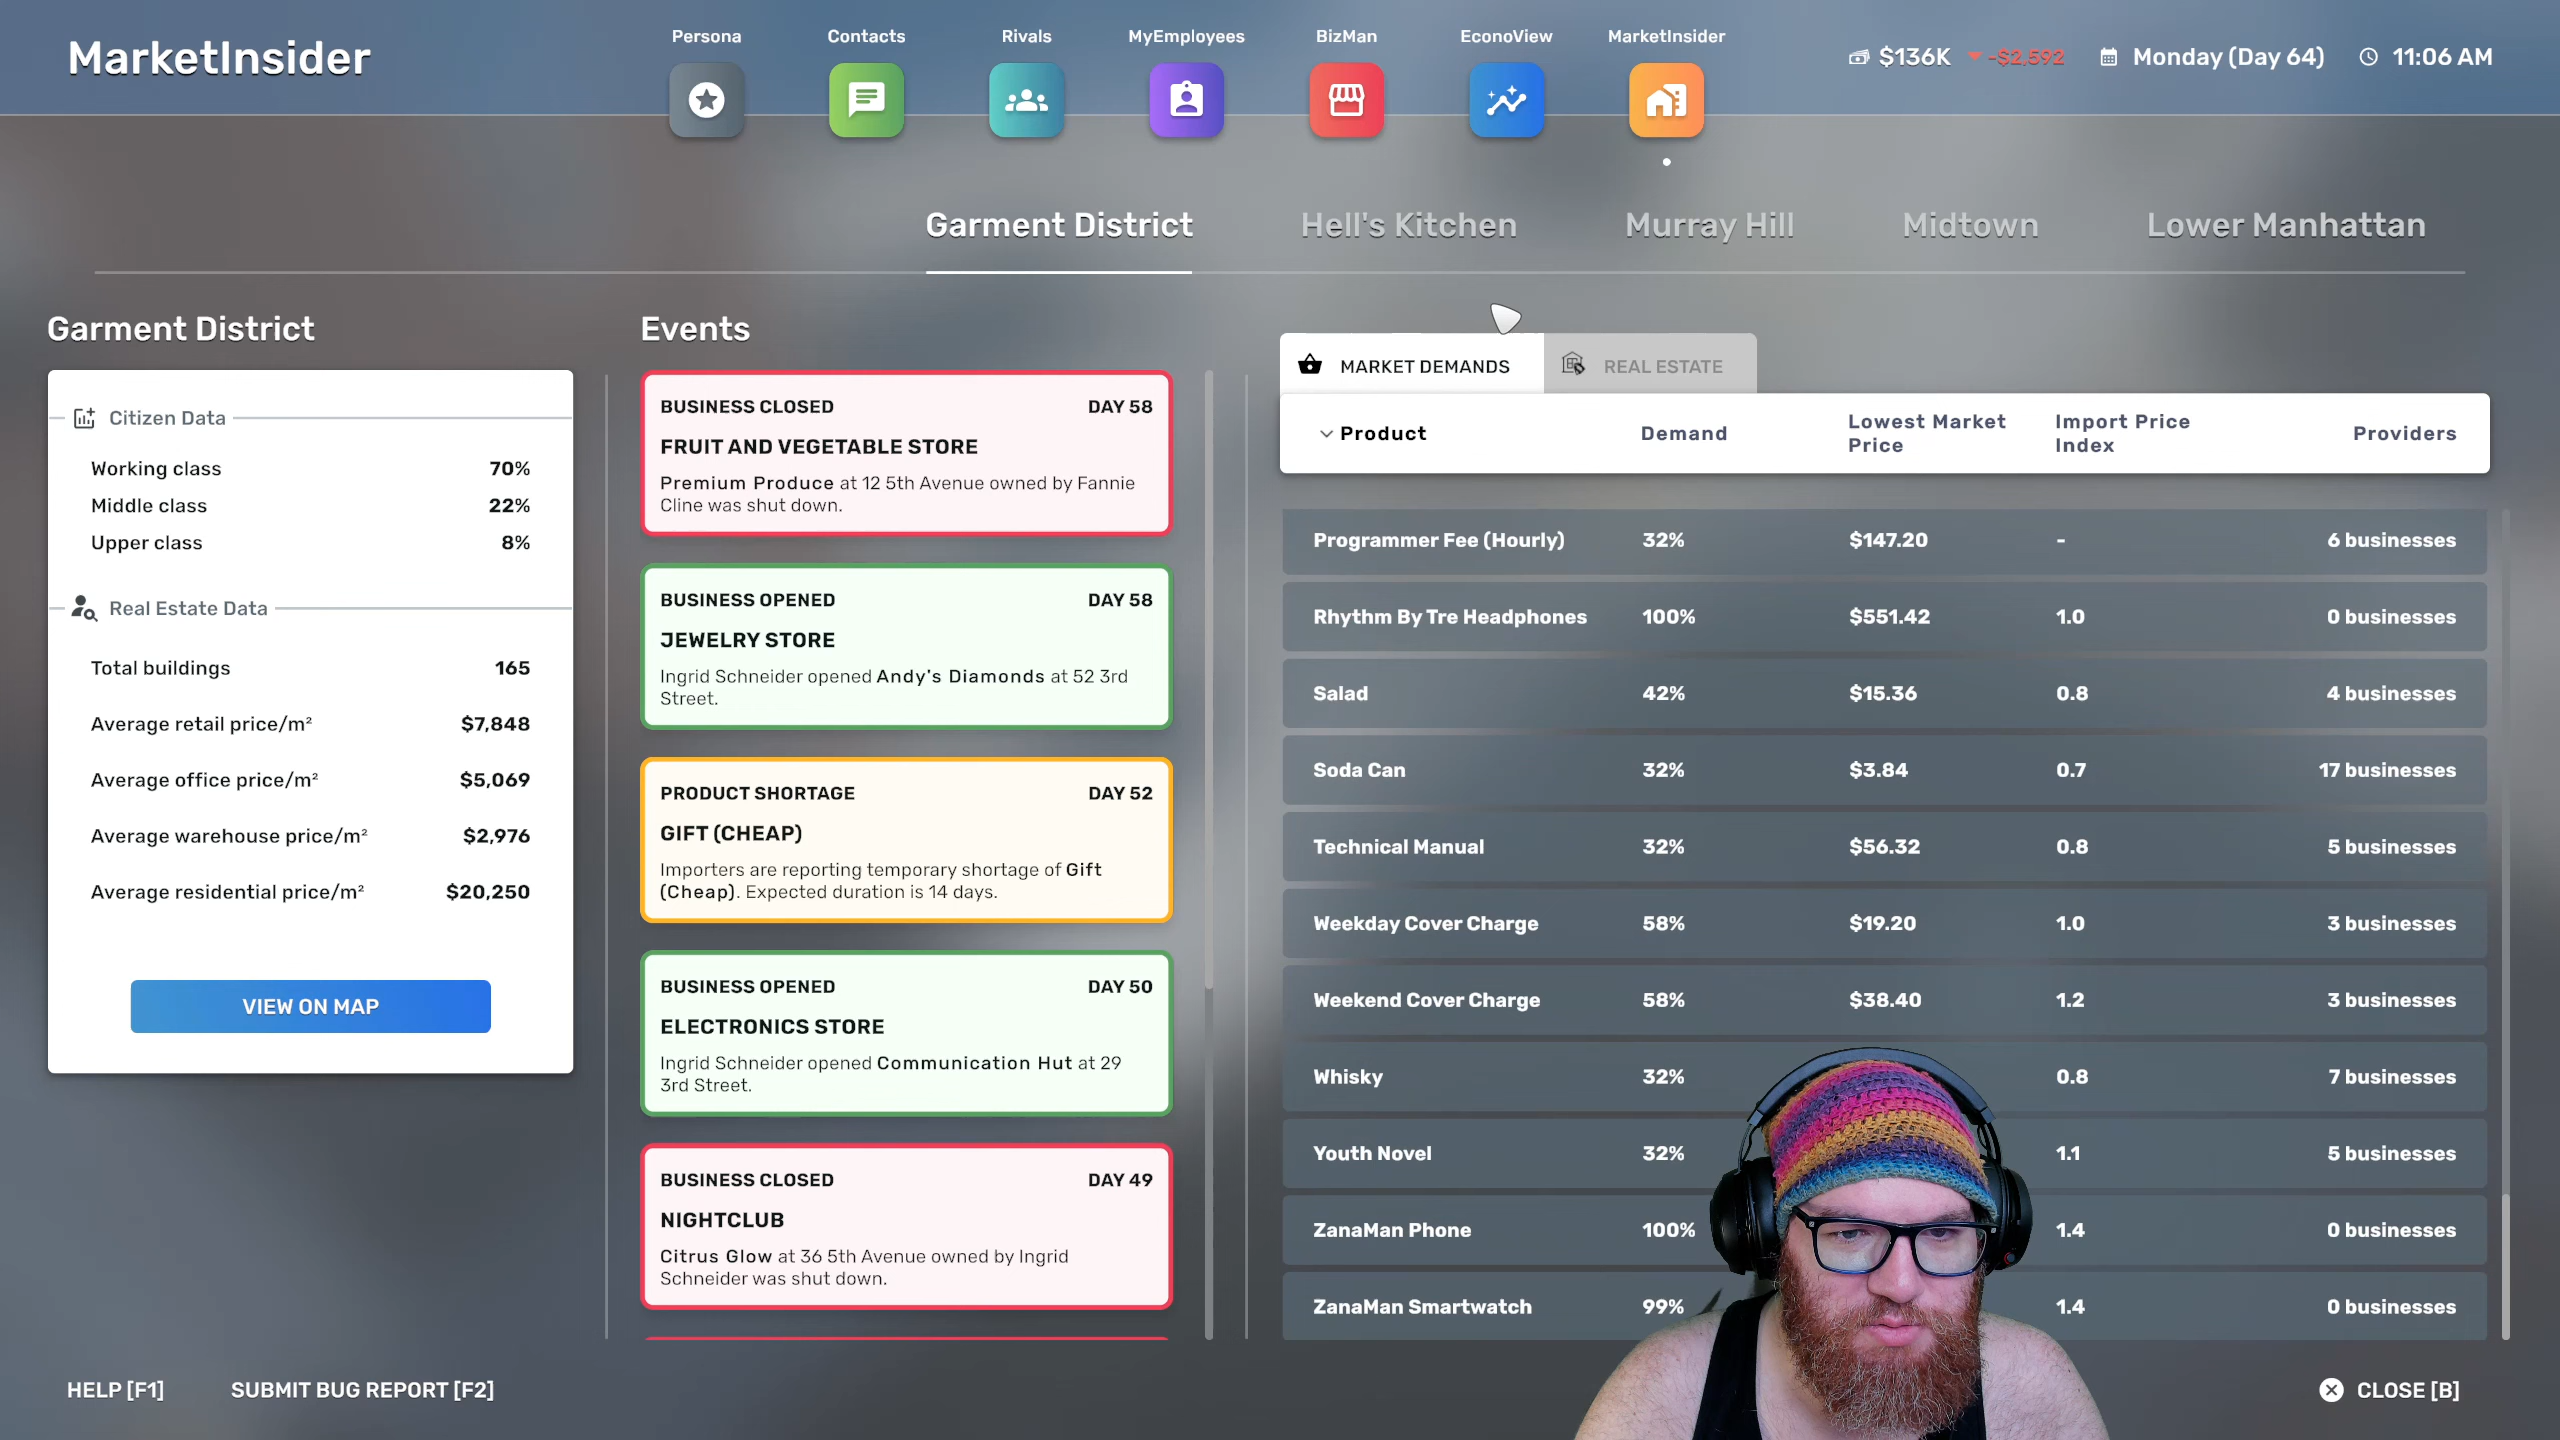 MarketInsider
Persona
Contacts
Rivals
MyEmployees
BizMan
EconoView
MarketInsider
$136K -$2,592 Monday (Day 64) 11:06 AM
Garment District Hell's Kitchen Murray Hill Midtown Lower Manhattan
Garment District
Citizen Data
Working class 70%
Middle class 22%
Upper class 8%
Real Estate Data
Total buildings 165
Average retail price/m² $7,848
Average office price/m² $5,069
Average warehouse price/m² $2,976
Average residential price/m² $20,250
VIEW ON MAP
Events
BUSINESS CLOSED DAY 58
FRUIT AND VEGETABLE STORE
Premium Produce at 12 5th Avenue owned by Fannie
Cline was shut down.
BUSINESS OPENED DAY 58
JEWELRY STORE
Ingrid Schneider opened Andy's Diamonds at 52 3rd
Street.
PRODUCT SHORTAGE DAY 52
GIFT (CHEAP)
Importers are reporting temporary shortage of Gift
(Cheap). Expected duration is 14 days.
BUSINESS OPENED DAY 50
ELECTRONICS STORE
Ingrid Schneider opened Communication Hut at 29
3rd Street.
BUSINESS CLOSED DAY 49
NIGHTCLUB
Citrus Glow at 36 5th Avenue owned by Ingrid
Schneider was shut down.
MARKET DEMANDS REAL ESTATE
Product Demand Lowest Market Price Import Price Index Providers
Programmer Fee (Hourly) 32% $147.20 - 6 businesses
Rhythm By Tre Headphones 100% $551.42 1.0 0 businesses
Salad 42% $15.36 0.8 4 businesses
Soda Can 32% $3.84 0.7 17 businesses
Technical Manual 32% $56.32 0.8 5 businesses
Weekday Cover Charge 58% $19.20 1.0 3 businesses
Weekend Cover Charge 58% $38.40 1.2 3 businesses
Whisky 32% 0.8 7 businesses
Youth Novel 32% 1.1 5 businesses
ZanaMan Phone 100% 1.4 0 businesses
ZanaMan Smartwatch 99% 1.4 0 businesses
HELP [F1] SUBMIT BUG REPORT [F2] CLOSE [B]